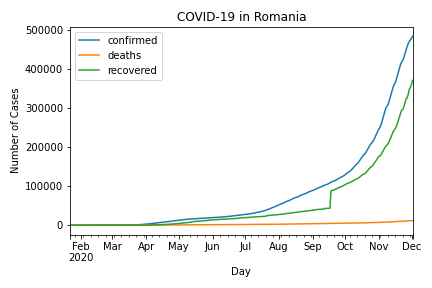 COVID-19 in Romania
500000
400000
300000
200000
100000
0
Number of Cases
confirmed
deaths
recovered
Feb Mar Apr May Jun Jul Aug Sep Oct Nov Dec
2020
Day